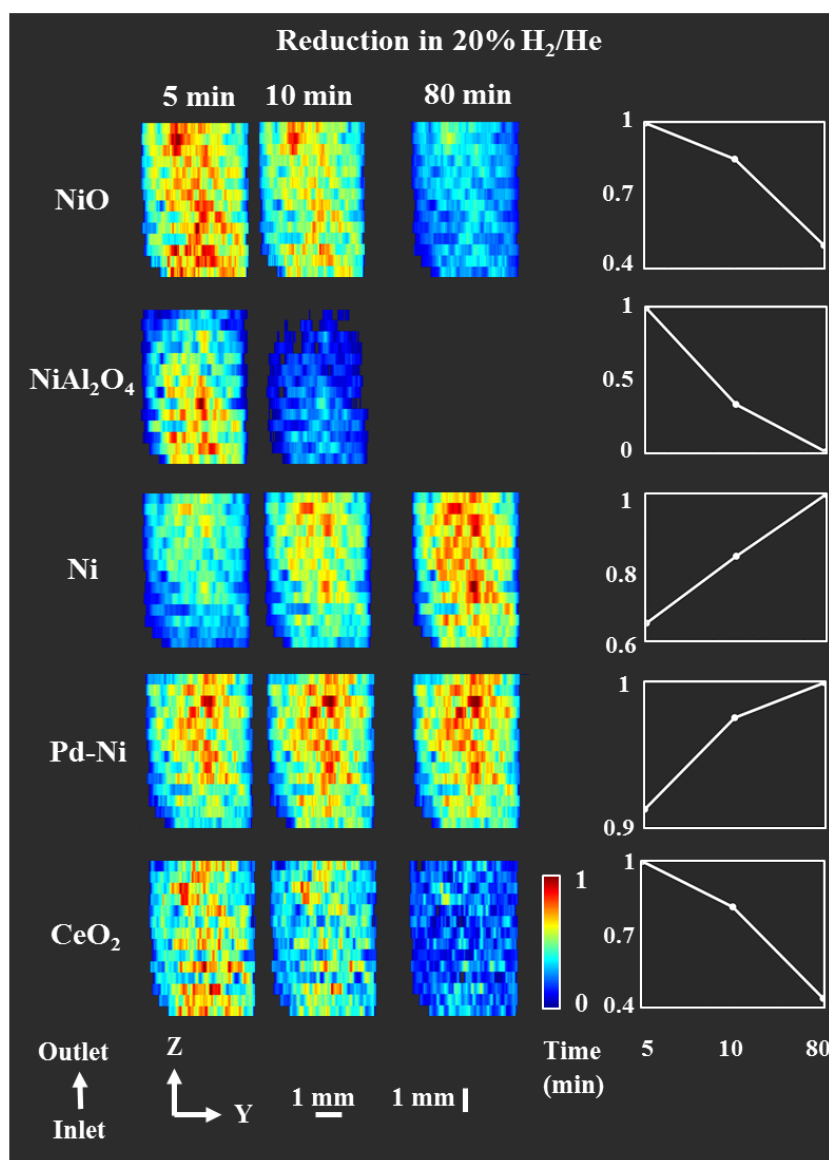 Reduction in 20% H₂/He
5 min 10 min 80 min
NiO
1
0.7
0.4
NiAl₂O₄
1
0.5
0
Ni
1
0.8
0.6
Pd-Ni
1
0.9
CeO₂
1
0
1
0.7
0.4
Outlet
Inlet
Z
Y
1 mm 1 mm
Time
(min)
5 10 80